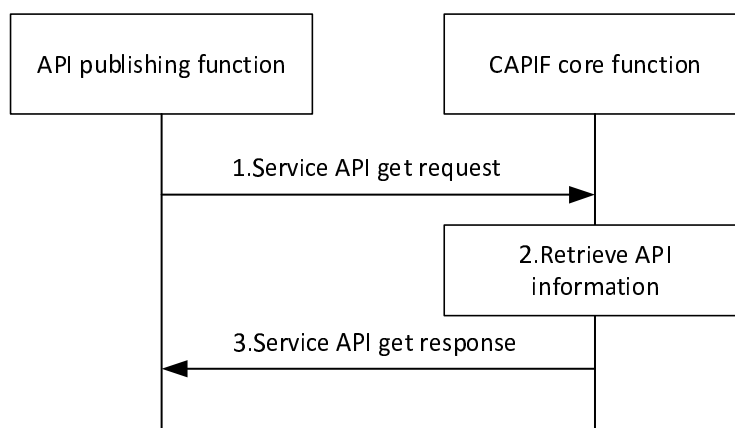 API publishing function
CAPIF core function
1.Service API get request
2.Retrieve API
information
3.Service API get response